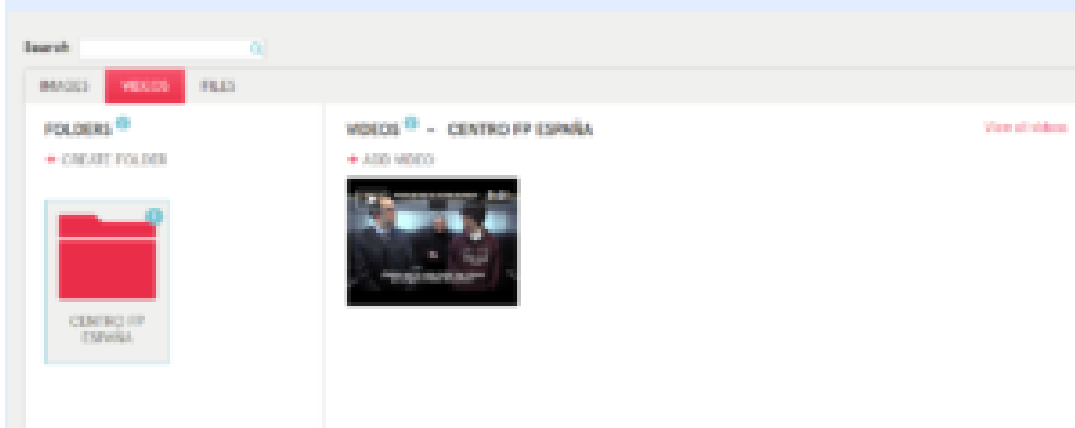 Search
IMAGES VIDEOS FILES
FOLDERS
+ CREATE FOLDER
CENTRO FP
ESPAÑA
VIDEOS - CENTRO FP ESPAÑA
View all videos
+ ADD VIDEO